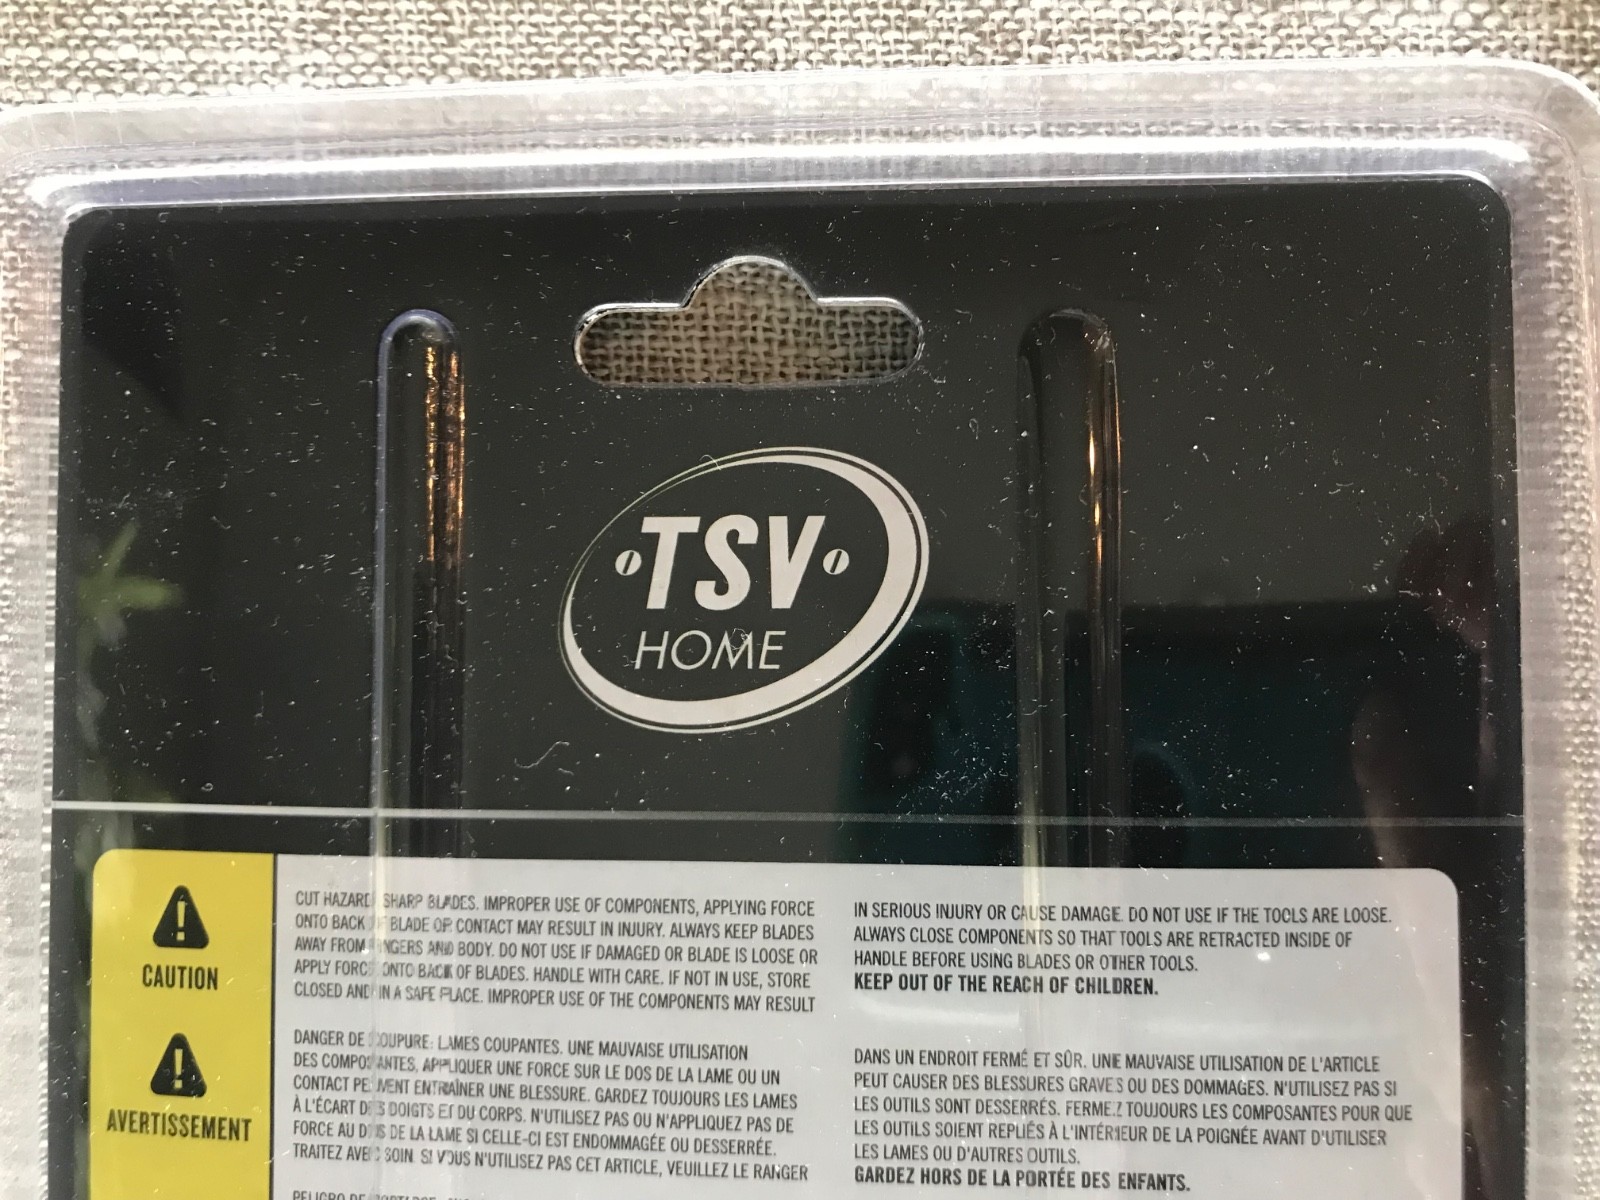 TSV
HOME
CAUTION
AVERTISSEMENT
CUT HAZARD SHARP BLADES. IMPROPER USE OF COMPONENTS, APPLYING FORCE
ONTO BACK OF BLADE OR CONTACT MAY RESULT IN INJURY. ALWAYS KEEP BLADES
AWAY FROM FINGERS AND BODY. DO NOT USE IF DAMAGED OR BLADE IS LOOSE OR
APPLY FORCE ONTO BACK OF BLADES. HANDLE WITH CARE. IF NOT IN USE, STORE
CLOSED AND IN A SAFE PLACE. IMPROPER USE OF THE COMPONENTS MAY RESULT
IN SERIOUS INJURY OR CAUSE DAMAGE. DO NOT USE IF THE TOOLS ARE LOOSE.
ALWAYS CLOSE COMPONENTS SO THAT TOOLS ARE RETRACTED INSIDE OF
HANDLE BEFORE USING BLADES OR OTHER TOOLS.
KEEP OUT OF THE REACH OF CHILDREN.
DANGER DE COUPURE: LAMES COUPANTES. UNE MAUVAISE UTILISATION
DES COMPOSANTES, APPLIQUER UNE FORCE SUR LE DOS DE LA LAME OU UN
CONTACT PEUVENT ENTRAÎNER UNE BLESSURE. GARDEZ TOUJOURS LES LAMES
À L'ÉCART DES DOIGTS ET DU CORPS. N'UTILISEZ PAS OU N'APPLIQUEZ PAS DE
FORCE AU DOS DE LA LAME SI CELLE-CI EST ENDOMMAGÉE OU DESSERRÉE.
TRAITEZ AVEC SOIN. SI VOUS N'UTILISEZ PAS CET ARTICLE, VEUILLEZ LE RANGER
DANS UN ENDROIT FERMÉ ET SÛR. UNE MAUVAISE UTILISATION DE L'ARTICLE
PEUT CAUSER DES BLESSURES GRAVES OU DES DOMMAGES. N'UTILISEZ PAS SI
LES OUTILS SONT DESSERRÉS. FERMEZ TOUJOURS LES COMPOSANTES POUR QUE
LES OUTILS SOIENT REPLIÉS À L'INTÉRIEUR DE LA POIGNÉE AVANT D'UTILISER
LES LAMES OU D'AUTRES OUTILS.
GARDEZ HORS DE LA PORTÉE DES ENFANTS.
PELIGRO DE